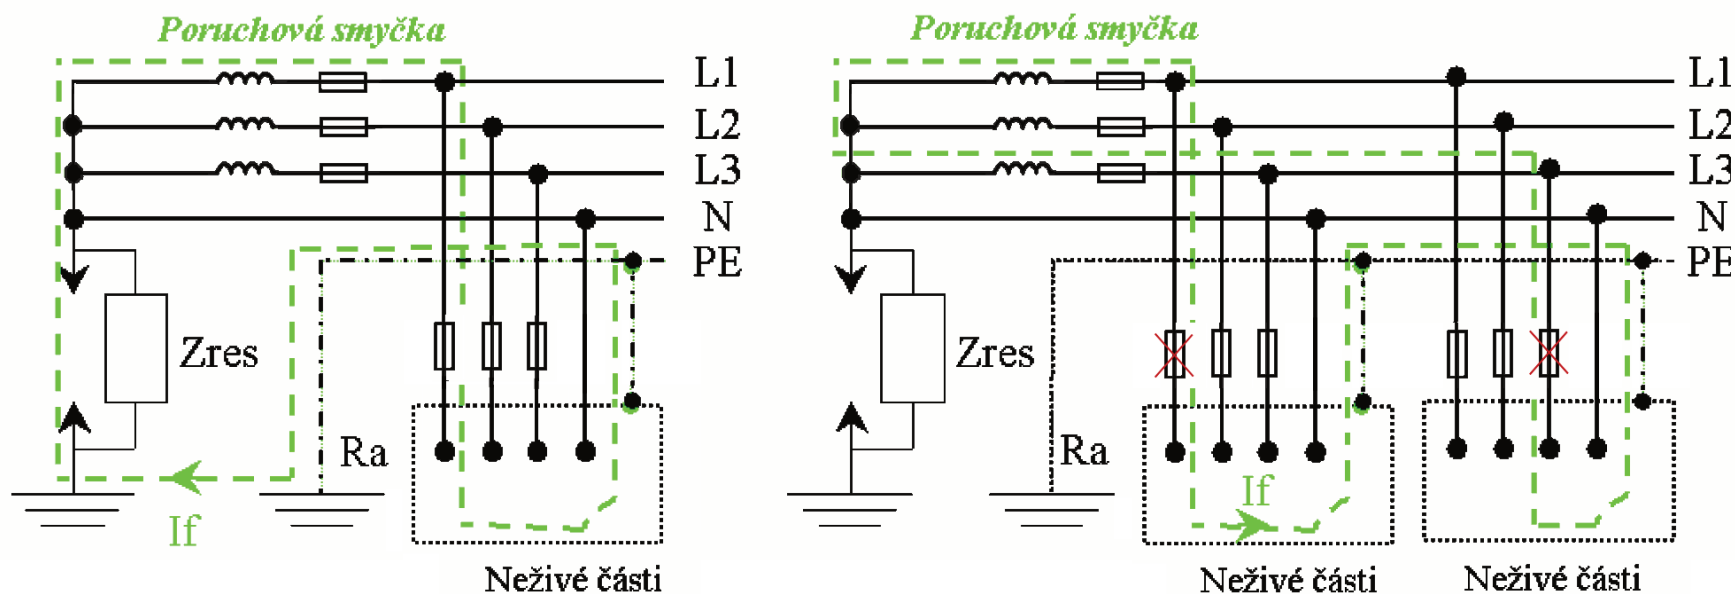 Poruchová smyčka
L1
L2
L3
N
PE
Zres
Ra
If
Neživé části
Poruchová smyčka
L1
L2
L3
N
PE
Zres
Ra
If
Neživé části
Neživé části